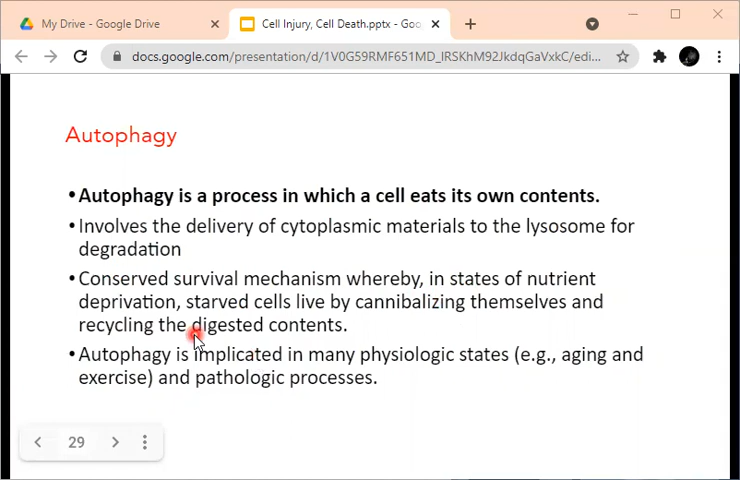 My Drive - Google Drive
Cell Injury, Cell Death.pptx - Goo
docs.google.com/presentation/d/1V0G59RMF651MD_lRSKhM92JkdqGaVxkC/edi...
Autophagy
•Autophagy is a process in which a cell eats its own contents.
•Involves the delivery of cytoplasmic materials to the lysosome for
degradation
•Conserved survival mechanism whereby, in states of nutrient
deprivation, starved cells live by cannibalizing themselves and
recycling the digested contents.
•Autophagy is implicated in many physiologic states (e.g., aging and
exercise) and pathologic processes.
29